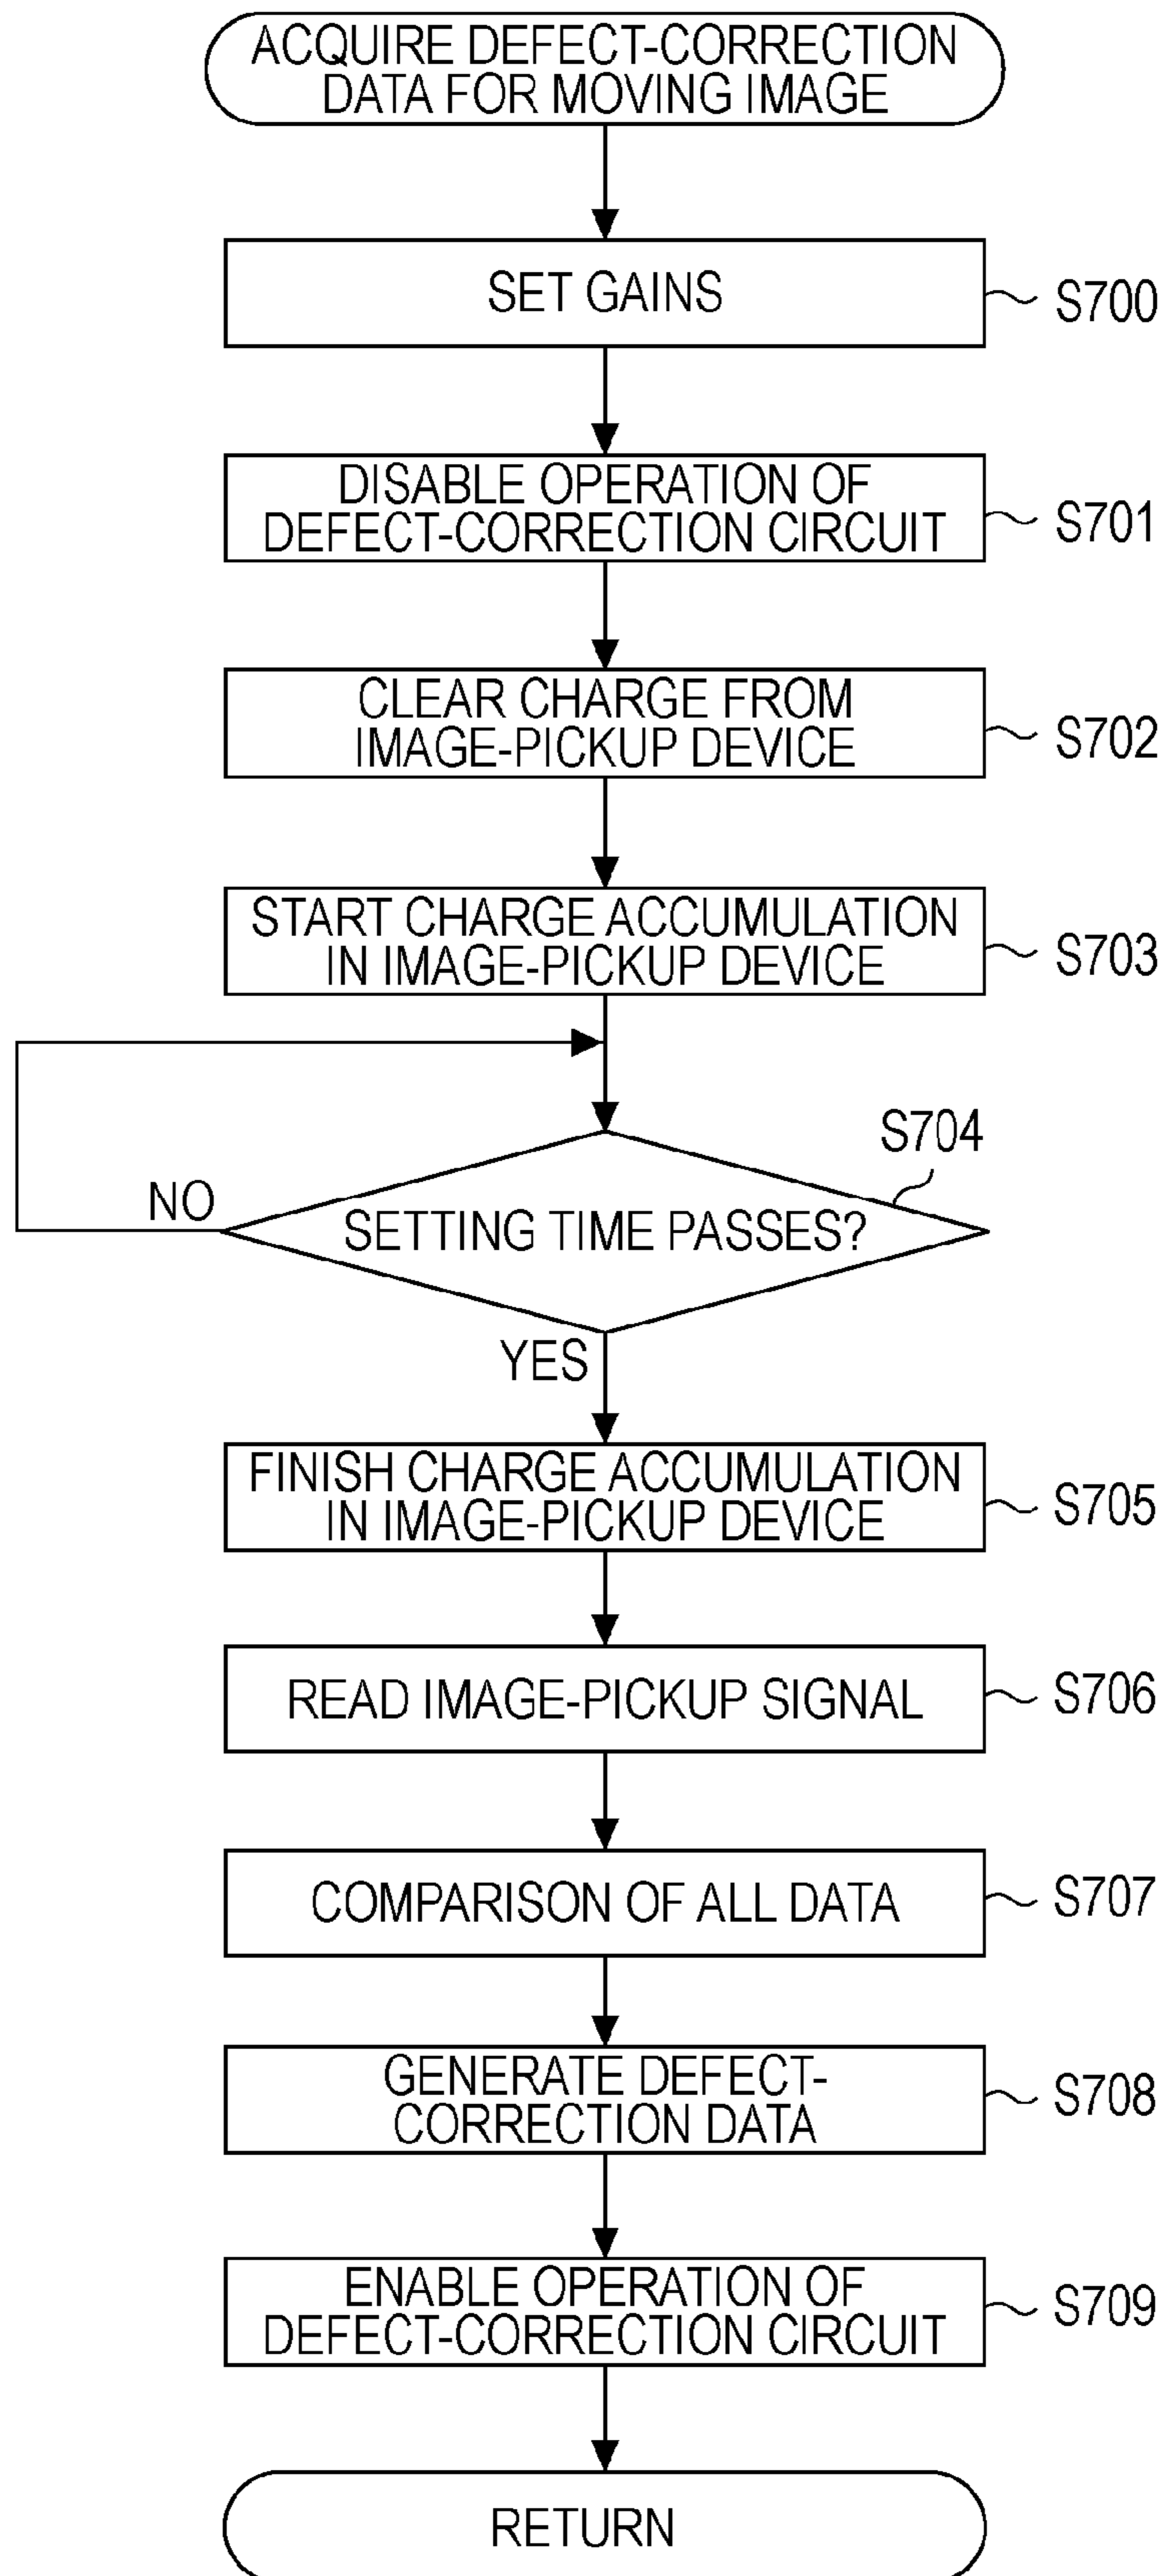 ACQUIRE DEFECT-CORRECTION
DATA FOR MOVING IMAGE
SET GAINS
S700
DISABLE OPERATION OF
DEFECT-CORRECTION CIRCUIT
S701
CLEAR CHARGE FROM
IMAGE-PICKUP DEVICE
S702
START CHARGE ACCUMULATION
IN IMAGE-PICKUP DEVICE
S703
S704
NO
SETTING TIME PASSES?
YES
FINISH CHARGE ACCUMULATION
IN IMAGE-PICKUP DEVICE
S705
READ IMAGE-PICKUP SIGNAL
S706
COMPARISON OF ALL DATA
S707
GENERATE DEFECT-
CORRECTION DATA
S708
ENABLE OPERATION OF
DEFECT-CORRECTION CIRCUIT
S709
RETURN